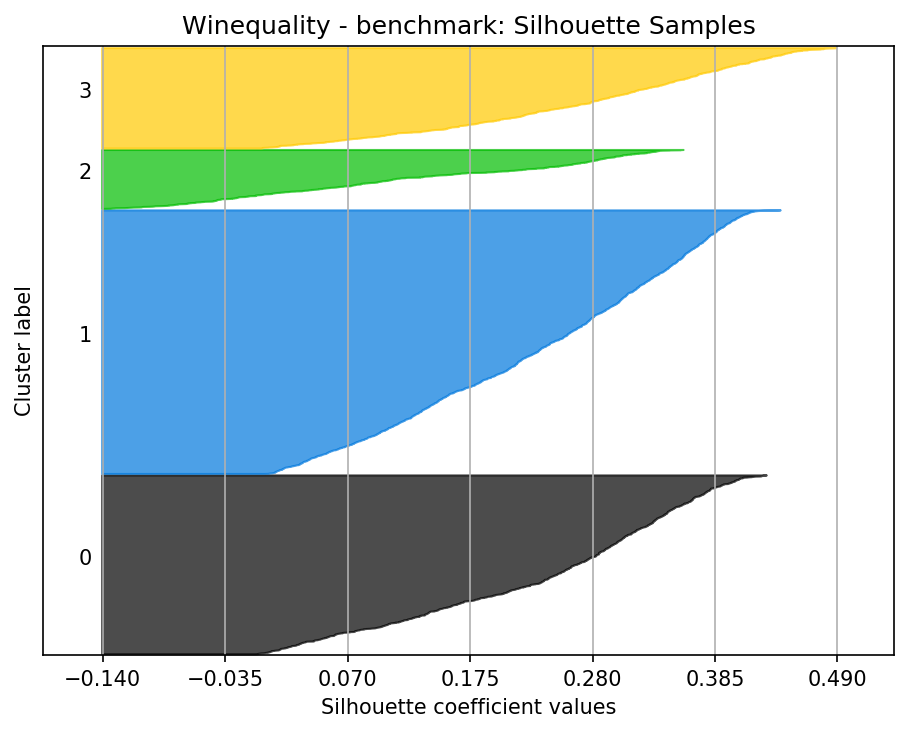 Winequality - benchmark: Silhouette Samples
3
2
1
0
Cluster label
−0.140 −0.035 0.070 0.175 0.280 0.385 0.490
Silhouette coefficient values